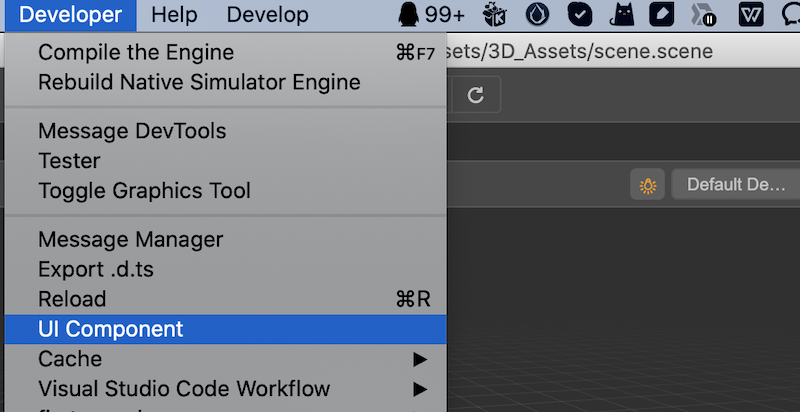 Developer Help Develop 99+
sets/3D_Assets/scene.scene
Compile the Engine ⌘F7
Rebuild Native Simulator Engine
Message DevTools
Tester
Toggle Graphics Tool
Default De...
Message Manager
Export .d.ts
Reload ⌘R
UI Component
Cache
Visual Studio Code Workflow